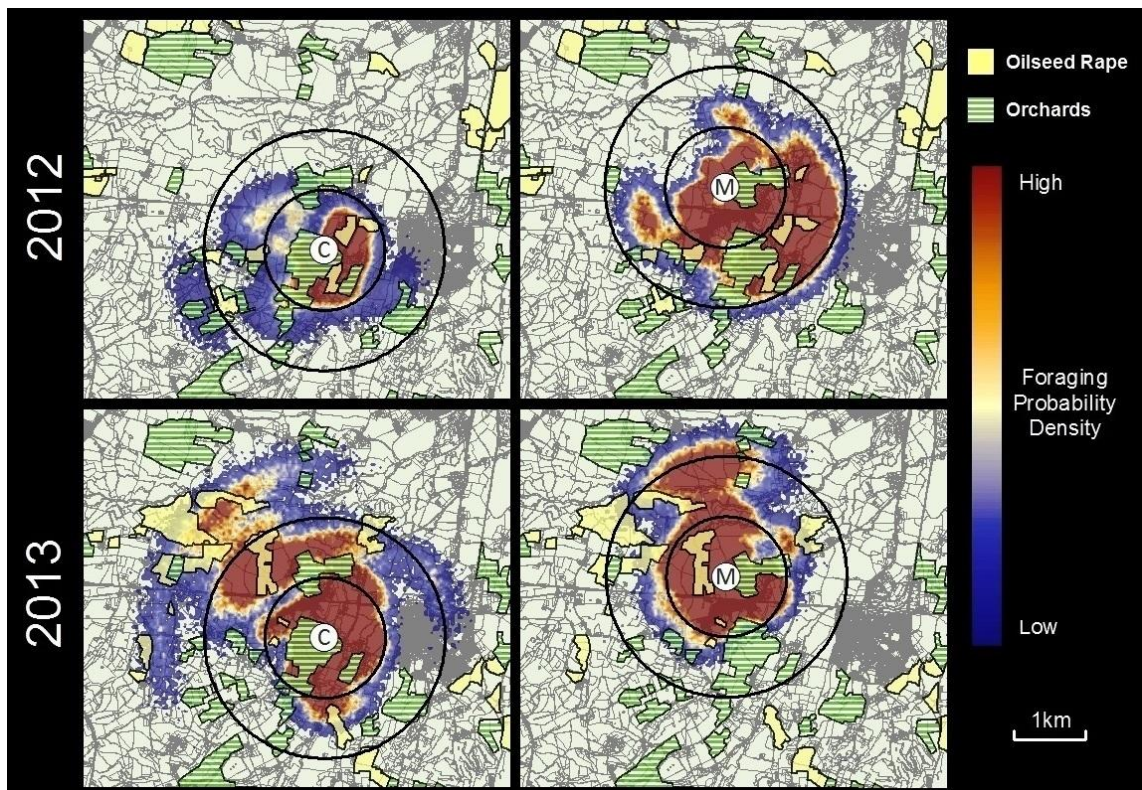 2012
C
M
2013
C
M
Oilseed Rape
Orchards
High
Foraging
Probability
Density
Low
1km